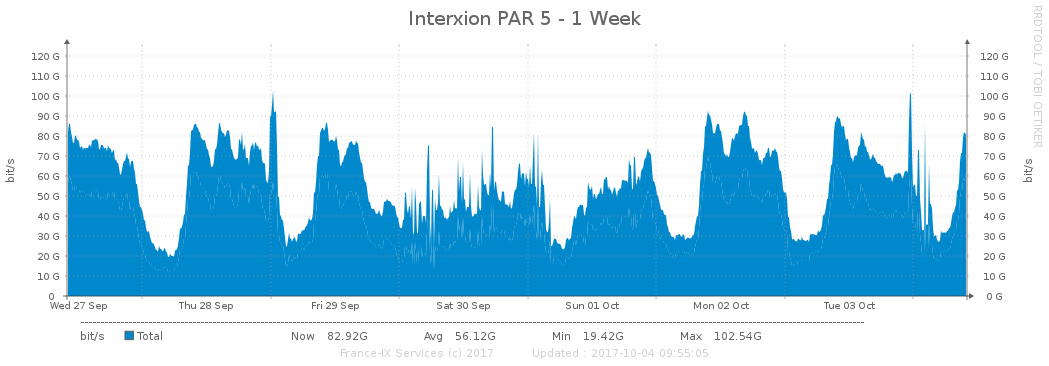 Interxion PAR 5 - 1 Week
RRDTOOL / TOBI OETIKER
bit/s
120 G
110 G
100 G
90 G
80 G
70 G
60 G
50 G
40 G
30 G
20 G
10 G
0
120 G
110 G
100 G
90 G
80 G
70 G
60 G
50 G
40 G
30 G
20 G
10 G
0 G
bit/s
Wed 27 Sep Thu 28 Sep Fri 29 Sep Sat 30 Sep Sun 01 Oct Mon 02 Oct Tue 03 Oct
bit/s Total Now 82.92G Avg 56.12G Min 19.42G Max 102.54G
France-IX Services (c) 2017 Updated : 2017-10-04 09:55:05